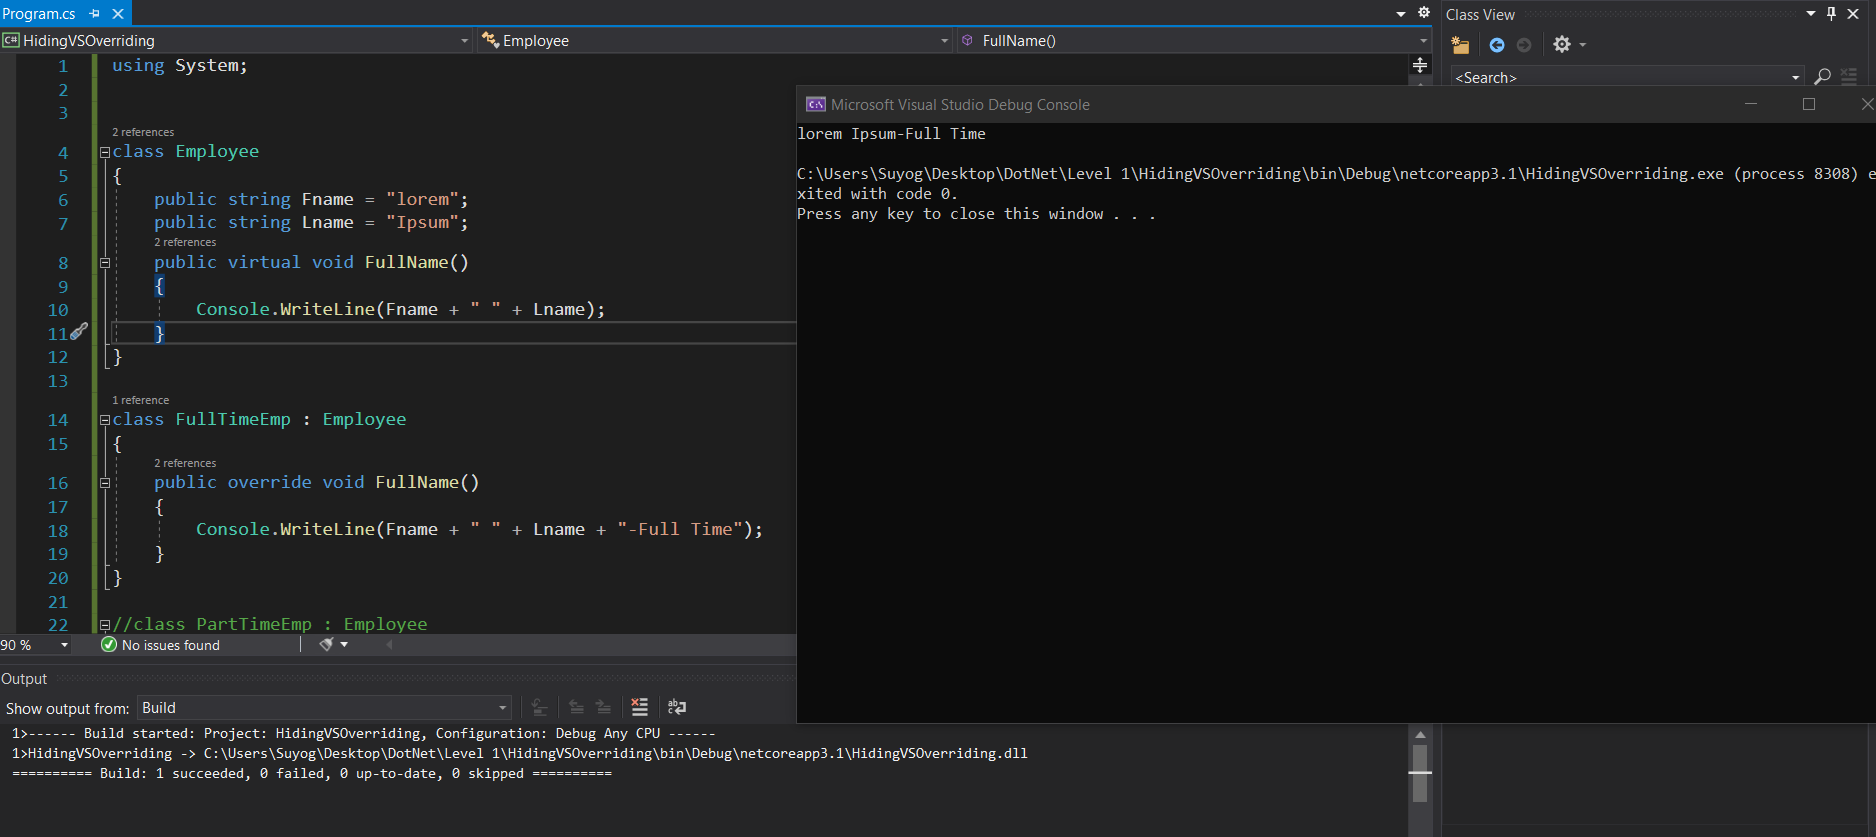 Program.cs
Class View
C# HidingVSOverriding
Employee
FullName()
<Search>
1 using System;
2
3
2 references
4 class Employee
5 {
6 public string Fname = "lorem";
7 public string Lname = "Ipsum";
2 references
8 public virtual void FullName()
9 {
10 Console.WriteLine(Fname + " " + Lname);
11 }
12 }
13
1 reference
14 class FullTimeEmp : Employee
15 {
2 references
16 public override void FullName()
17 {
18 Console.WriteLine(Fname + " " + Lname + "-Full Time");
19 }
20 }
21
22 //class PartTimeEmp : Employee
90 %
No issues found
C:\ Microsoft Visual Studio Debug Console
lorem Ipsum-Full Time
C:\Users\Suyog\Desktop\DotNet\Level 1\HidingVSOverriding\bin\Debug\netcoreapp3.1\HidingVSOverriding.exe (process 8308) e
xited with code 0.
Press any key to close this window . . .
Output
Show output from: Build
1>------ Build started: Project: HidingVSOverriding, Configuration: Debug Any CPU ------
1>HidingVSOverriding -> C:\Users\Suyog\Desktop\DotNet\Level 1\HidingVSOverriding\bin\Debug\netcoreapp3.1\HidingVSOverriding.dll
========== Build: 1 succeeded, 0 failed, 0 up-to-date, 0 skipped ==========